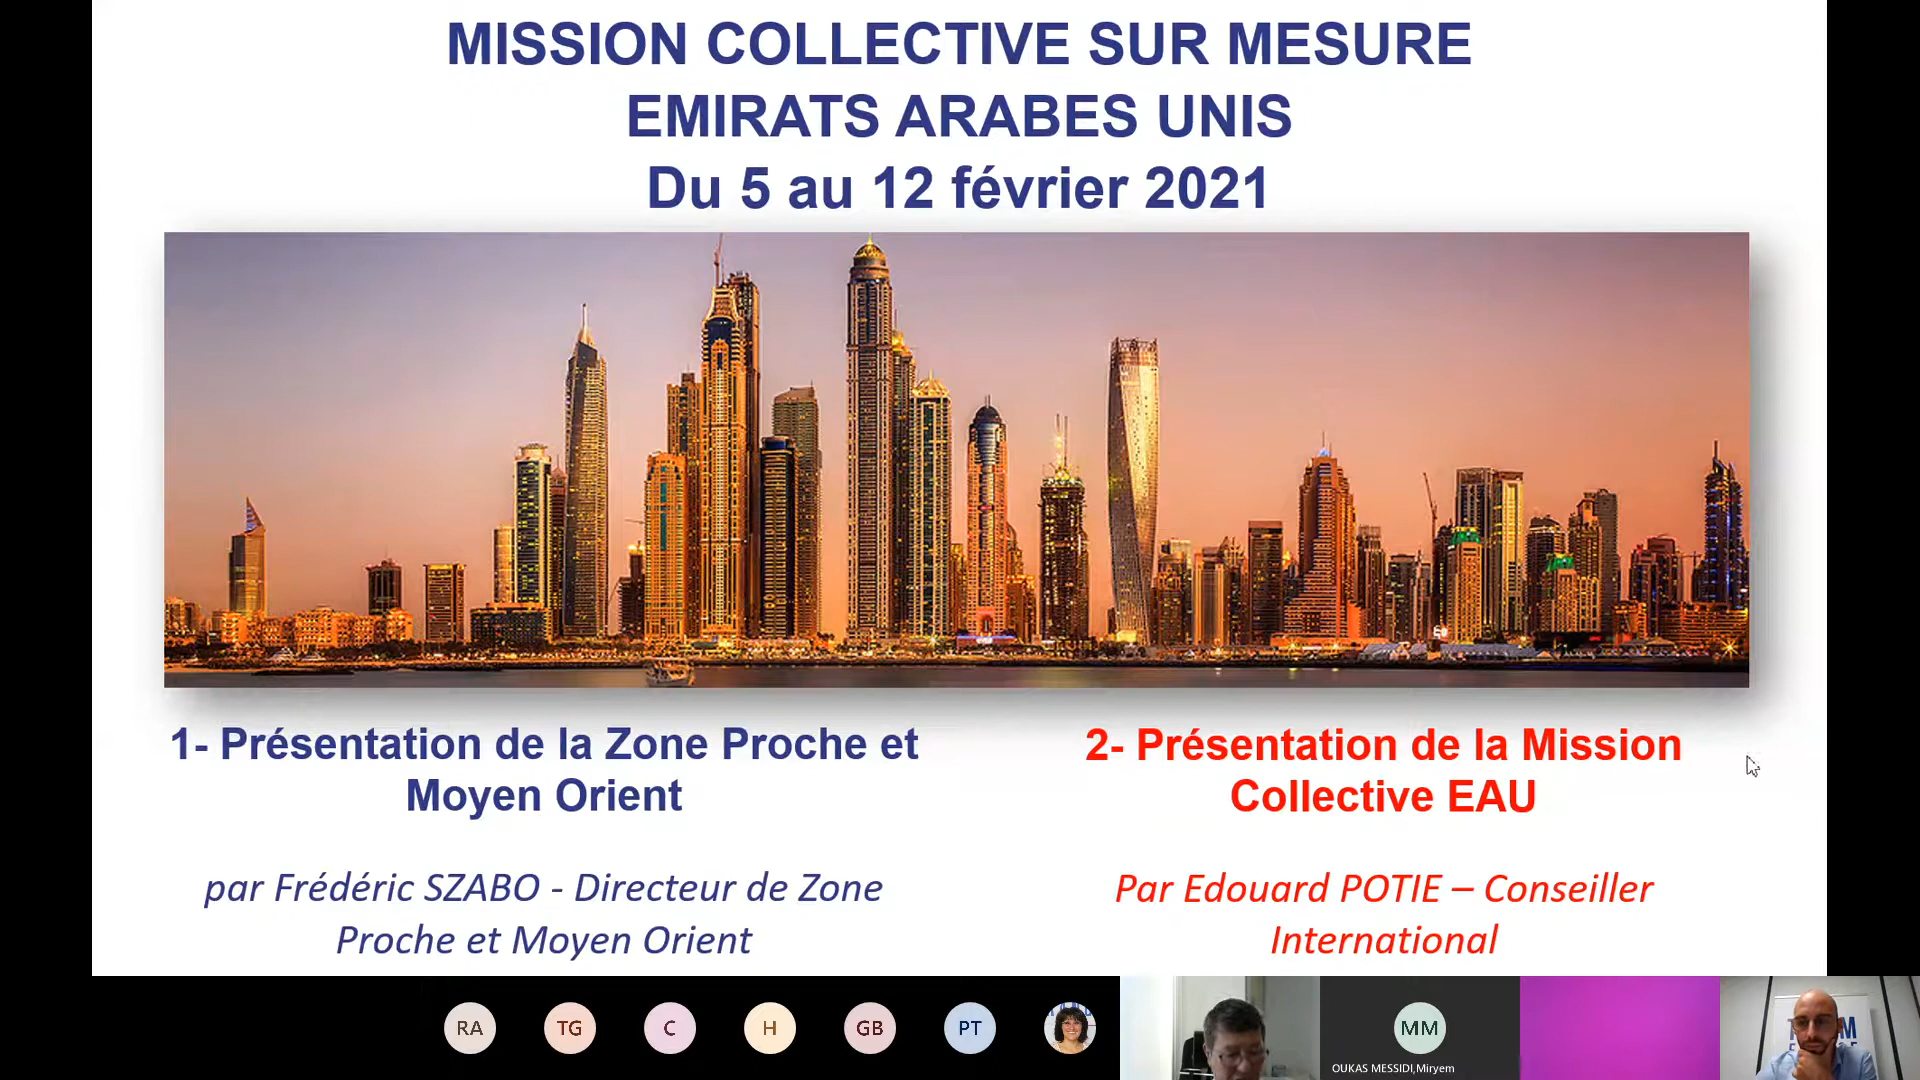 MISSION COLLECTIVE SUR MESURE
EMIRATS ARABES UNIS
Du 5 au 12 février 2021
1- Présentation de la Zone Proche et
Moyen Orient
par Frédéric SZABO - Directeur de Zone
Proche et Moyen Orient
2- Présentation de la Mission
Collective EAU
Par Edouard POTIE – Conseiller
International
RA
TG
C
H
GB
PT
MM
OUKAS MESSIDI,Miryem